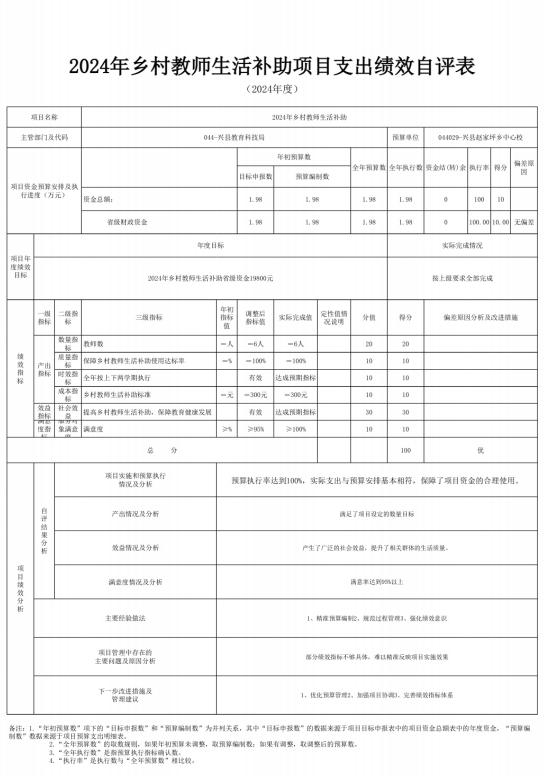 2024年乡村教师生活补助项目支出绩效自评表
（2024年度）
项目名称 2024年乡村教师生活补助
主管部门及代码 044-兴县教育科技局 预算单位 044029-兴县赵家坪乡中心校
项目资金预算安排及执行进度（万元） 年初预算数 全年预算数 全年执行数 资金结(转)余 执行率 得分 偏差原因
目标申报数 预算编制数
资金总额: 1.98 1.98 1.98 1.98 0 100 10
省级财政资金 1.98 1.98 1.98 1.98 0 100.00 10.00 无偏差
项目年度绩效目标 年度目标 实际完成情况
2024年乡村教师生活补助省级资金19800元 按上级要求全部完成
绩效指标 一级指标 二级指标 三级指标 年初指标值 调整后指标值 实际完成值 定性值情况说明 分值 得分 偏差原因分析及改进措施
产出指标 数量指标 教师数 =人 =6人 =6人 20 20
质量指标 保障乡村教师生活补助使用达标率 =% =100% =100% 10 10
时效指标 全年按上下两学期执行 有效 达成预期指标 10 10
成本指标 乡村教师生活补助标准 =元 =300元 =300元 10 10
效益指标 社会效益 提高乡村教师生活补助，保障教育健康发展 有效 达成预期指标 30 30
满意度指标 服务对象满意度 满意度 ≥% ≥95% ≥100% 10 10
总 分 100 优
项目绩效分析 自评结果分析 项目实施和预算执行情况及分析 预算执行率达到100%，实际支出与预算安排基本相符，保障了项目资金的合理使用。
产出情况及分析 满足了项目设定的数量目标
效益情况及分析 产生了广泛的社会效益，提升了相关群体的生活质量。
满意度情况及分析 满意率达到95%以上
主要经验做法 1、精准预算编制2、规范过程管理3、强化绩效意识
项目管理中存在的主要问题及原因分析 部分绩效指标不够具体，难以精准反映项目实施效果
下一步改进措施及管理建议 1、优化预算管理2、加强项目协调3、完善绩效指标体系
备注：1.“年初预算数”项下的“目标申报数”和“预算编制数”为并列关系，其中“目标申报数”的数据来源于项目目标申报表中的项目资金总额表中的年度资金，“预算编
制数”数据来源于项目预算支出明细表。
2.“全年预算数”的取数规则，如果年初预算未调整，取预算编制数；如果有调整，取调整后的预算数。
3.“全年执行数”是指预算执行指标确认数。
4.“执行率”是执行数与“全年预算数”相比较。